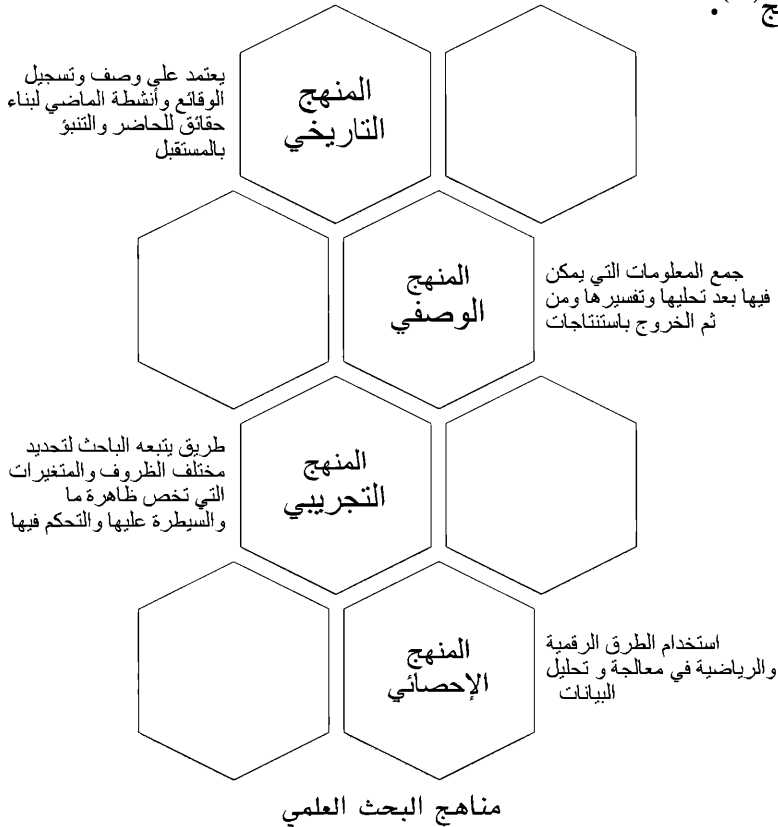 يعتمد على وصف وتسجيل
الوقائع وأنشطة الماضي لبناء
حقائق للحاضر والتنبؤ
بالمستقبل
المنهج
التاريخي
المنهج
الوصفي
جمع المعلومات التي يمكن
فيها بعد تحليها وتفسيرها ومن
ثم الخروج باستنتاجات
طريق يتبعه الباحث لتحديد
مختلف الظروف والمتغيرات
التي تخص ظاهرة ما
والسيطرة عليها والتحكم فيها
المنهج
التجريبي
المنهج
الإحصائي
استخدام الطرق الرقمية
والرياضية في معالجة و تحليل
البيانات
مناهج البحث العلمي